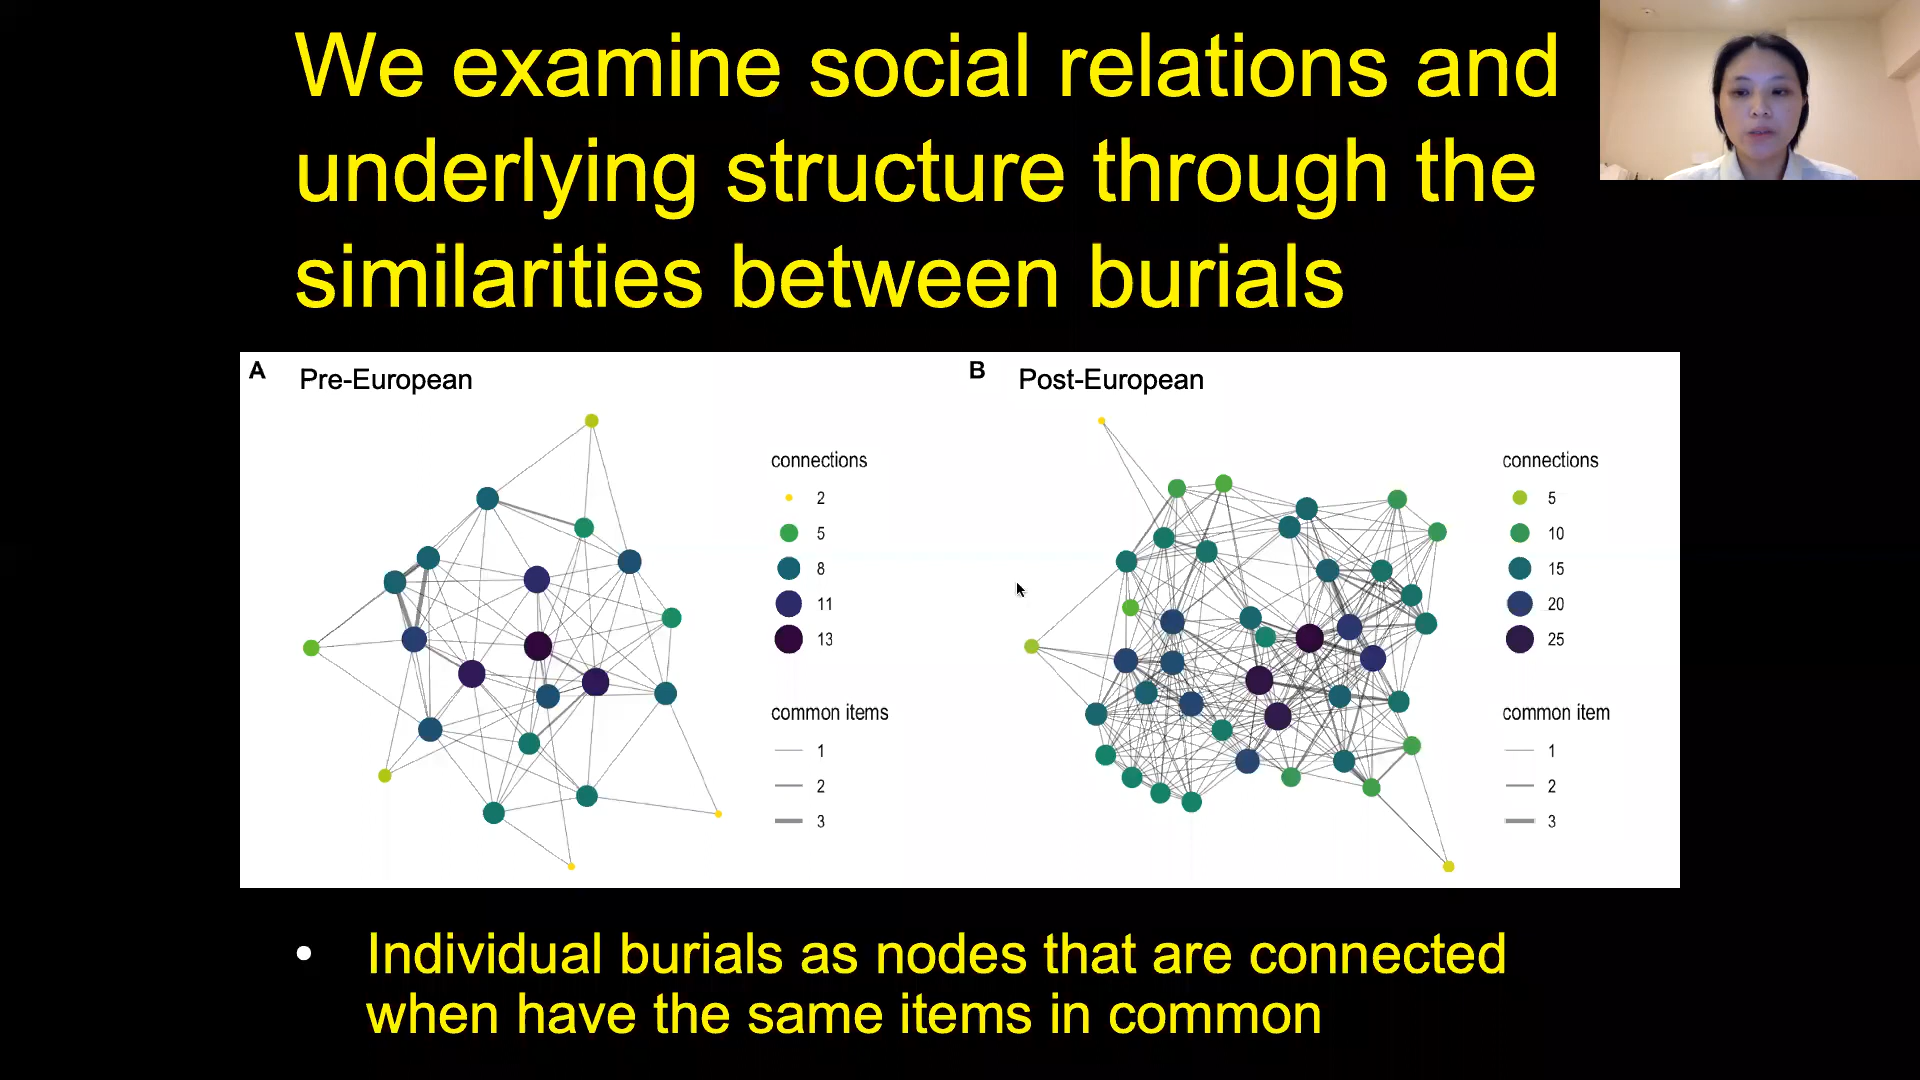 We examine social relations and
underlying structure through the
similarities between burials
A Pre-European
connections
2
5
8
11
13
common items
1
2
3
B Post-European
connections
5
10
15
20
25
common item
1
2
3
• Individual burials as nodes that are connected
when have the same items in common